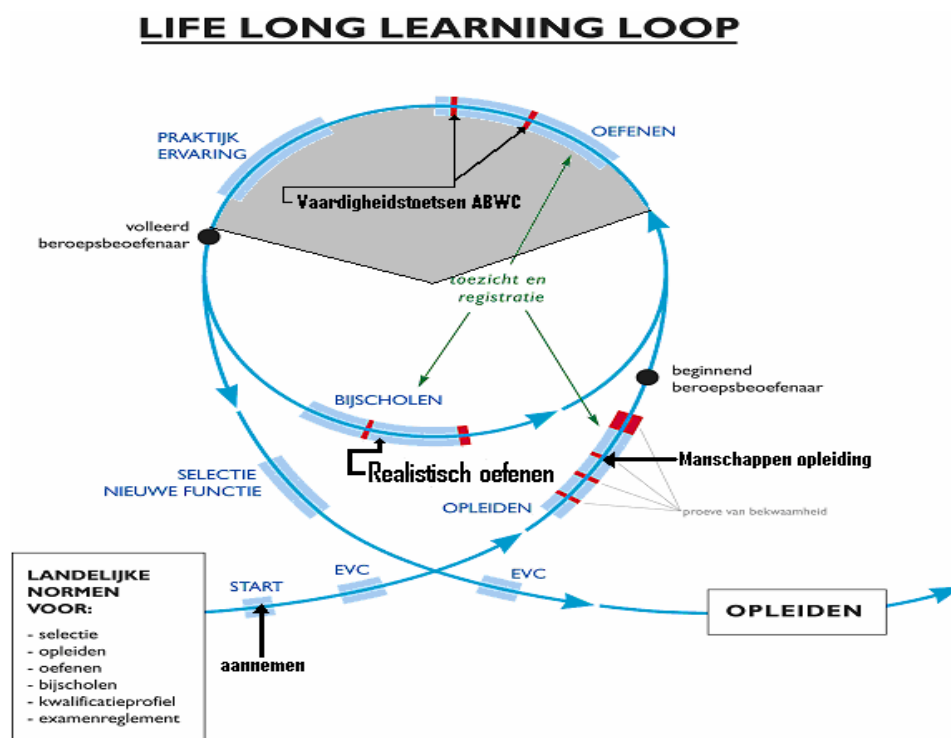 LIFE LONG LEARNING LOOP
PRAKTIJK
ERVARING
OEFENEN
Vaardigheidstoetsen ABWC
volleerd
beroepsbeoefenaar
toezicht en
registratie
beginnend
beroepsbeoefenaar
BIJSCHOLEN
Realistisch oefenen
Manschappen opleiding
SELECTIE
NIEUWE FUNCTIE
OPLEIDEN
proeve van bekwaamheid
EVC
EVC
START
aannemen
OPLEIDEN
LANDELIJKE
NORMEN
VOOR:
- selectie
- opleiden
- oefenen
- bijscholen
- kwalificatieprofiel
- examenreglement